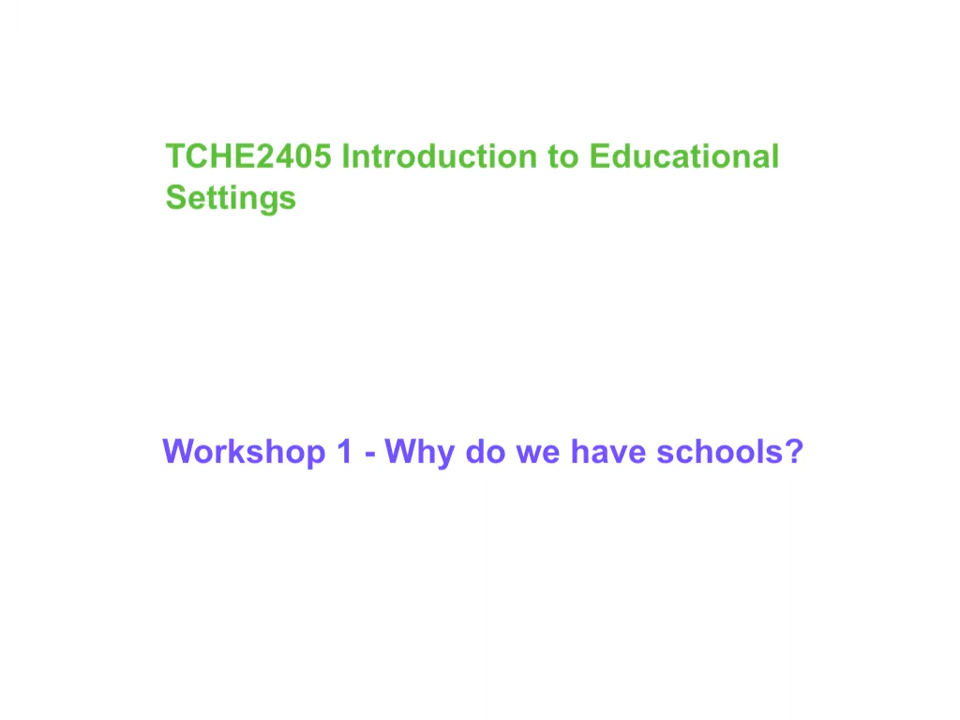 TCHE2405 Introduction to Educational
Settings
Workshop 1 - Why do we have schools?